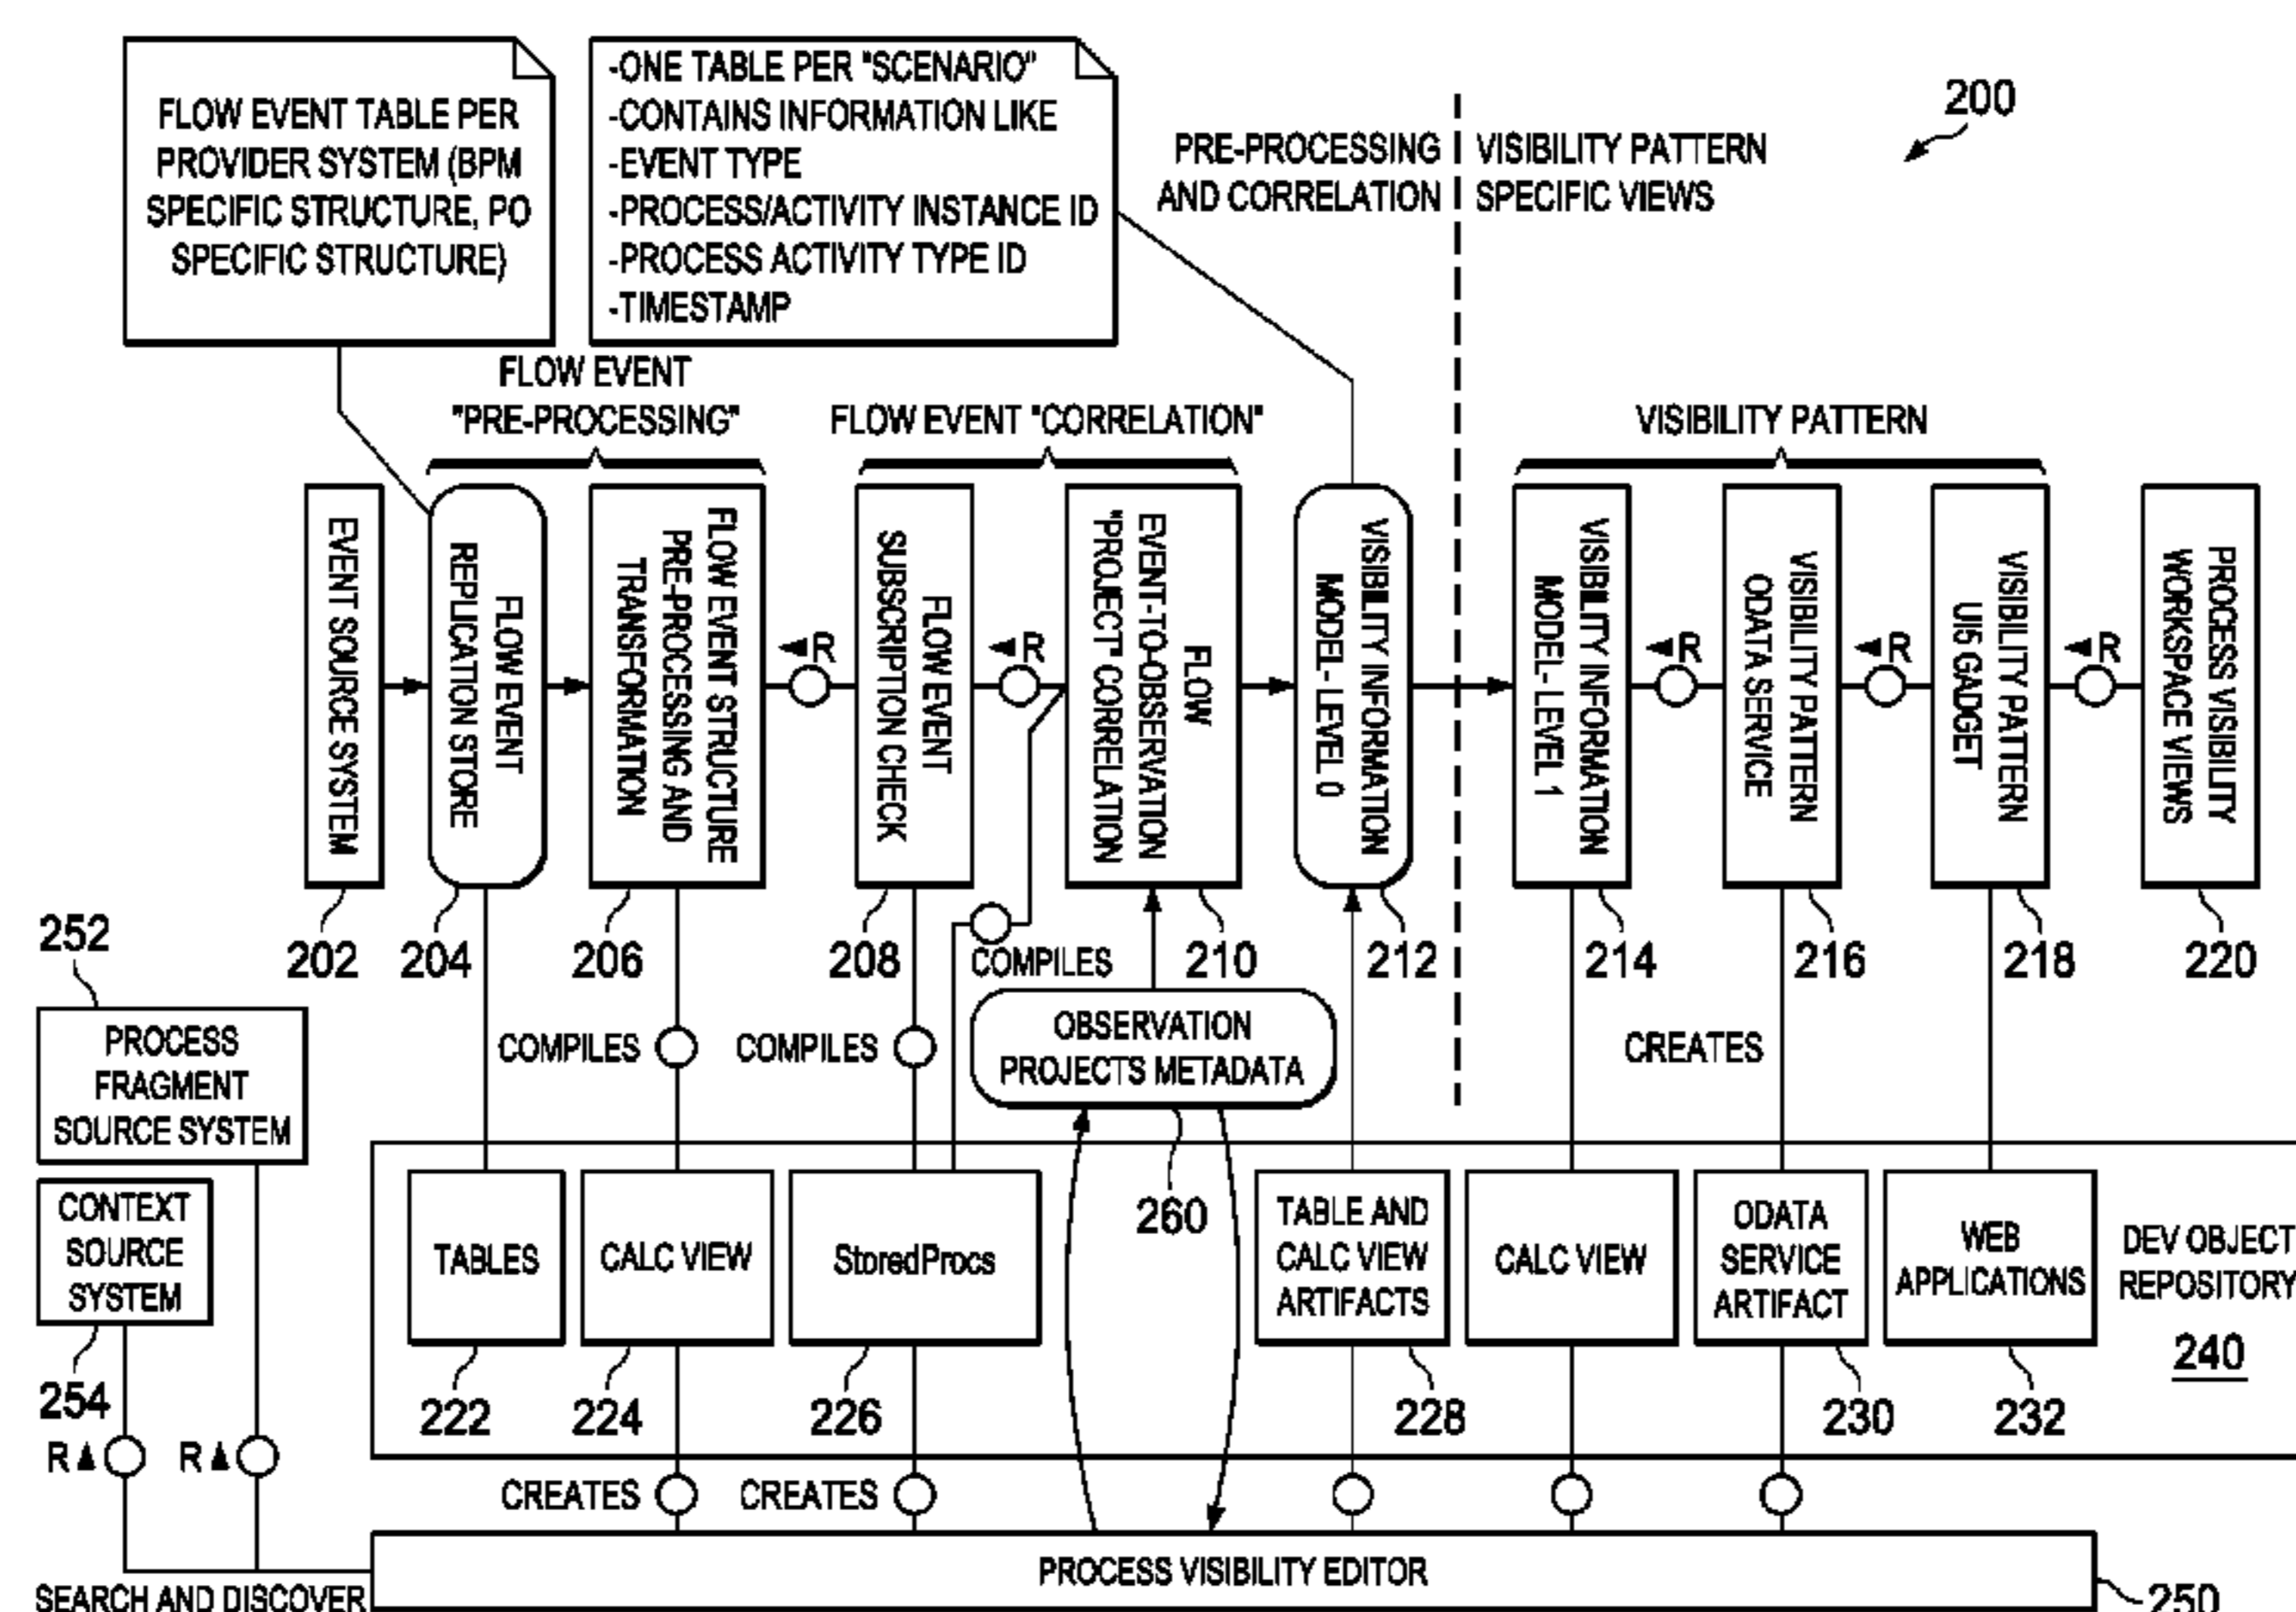 FLOW EVENT TABLE PER
PROVIDER SYSTEM (BPM
SPECIFIC STRUCTURE, PO
SPECIFIC STRUCTURE)
-ONE TABLE PER "SCENARIO"
-CONTAINS INFORMATION LIKE
-EVENT TYPE
-PROCESS/ACTIVITY INSTANCE ID
-PROCESS ACTIVITY TYPE ID
-TIMESTAMP
PRE-PROCESSING
AND CORRELATION
VISIBILITY PATTERN
SPECIFIC VIEWS
200
FLOW EVENT
"PRE-PROCESSING"
FLOW EVENT "CORRELATION"
VISIBILITY PATTERN
EVENT SOURCE SYSTEM
FLOW EVENT
REPLICATION STORE
FLOW EVENT STRUCTURE
PRE-PROCESSING AND
TRANSFORMATION
R
FLOW EVENT
SUBSCRIPTION CHECK
R
FLOW
EVENT-TO-OBSERVATION
"PROJECT" CORRELATION
VISIBILITY INFORMATION
MODEL- LEVEL 0
VISIBILITY INFORMATION
MODEL- LEVEL 1
R
VISIBILITY PATTERN
ODATA SERVICE
R
VISIBILITY PATTERN
UI5 GADGET
R
PROCESS VISIBILITY
WORKSPACE VIEWS
202
204
206
208
COMPILES
210
212
214
216
218
220
252
PROCESS
FRAGMENT
SOURCE SYSTEM
COMPILES
COMPILES
OBSERVATION
PROJECTS METADATA
CREATES
260
CONTEXT
SOURCE
SYSTEM
254
TABLES
CALC VIEW
StoredProcs
TABLE AND
CALC VIEW
ARTIFACTS
CALC VIEW
ODATA
SERVICE
ARTIFACT
WEB
APPLICATIONS
DEV OBJECT
REPOSITORY
240
222
224
226
228
230
232
R
R
CREATES
CREATES
SEARCH AND DISCOVER
PROCESS VISIBILITY EDITOR
250